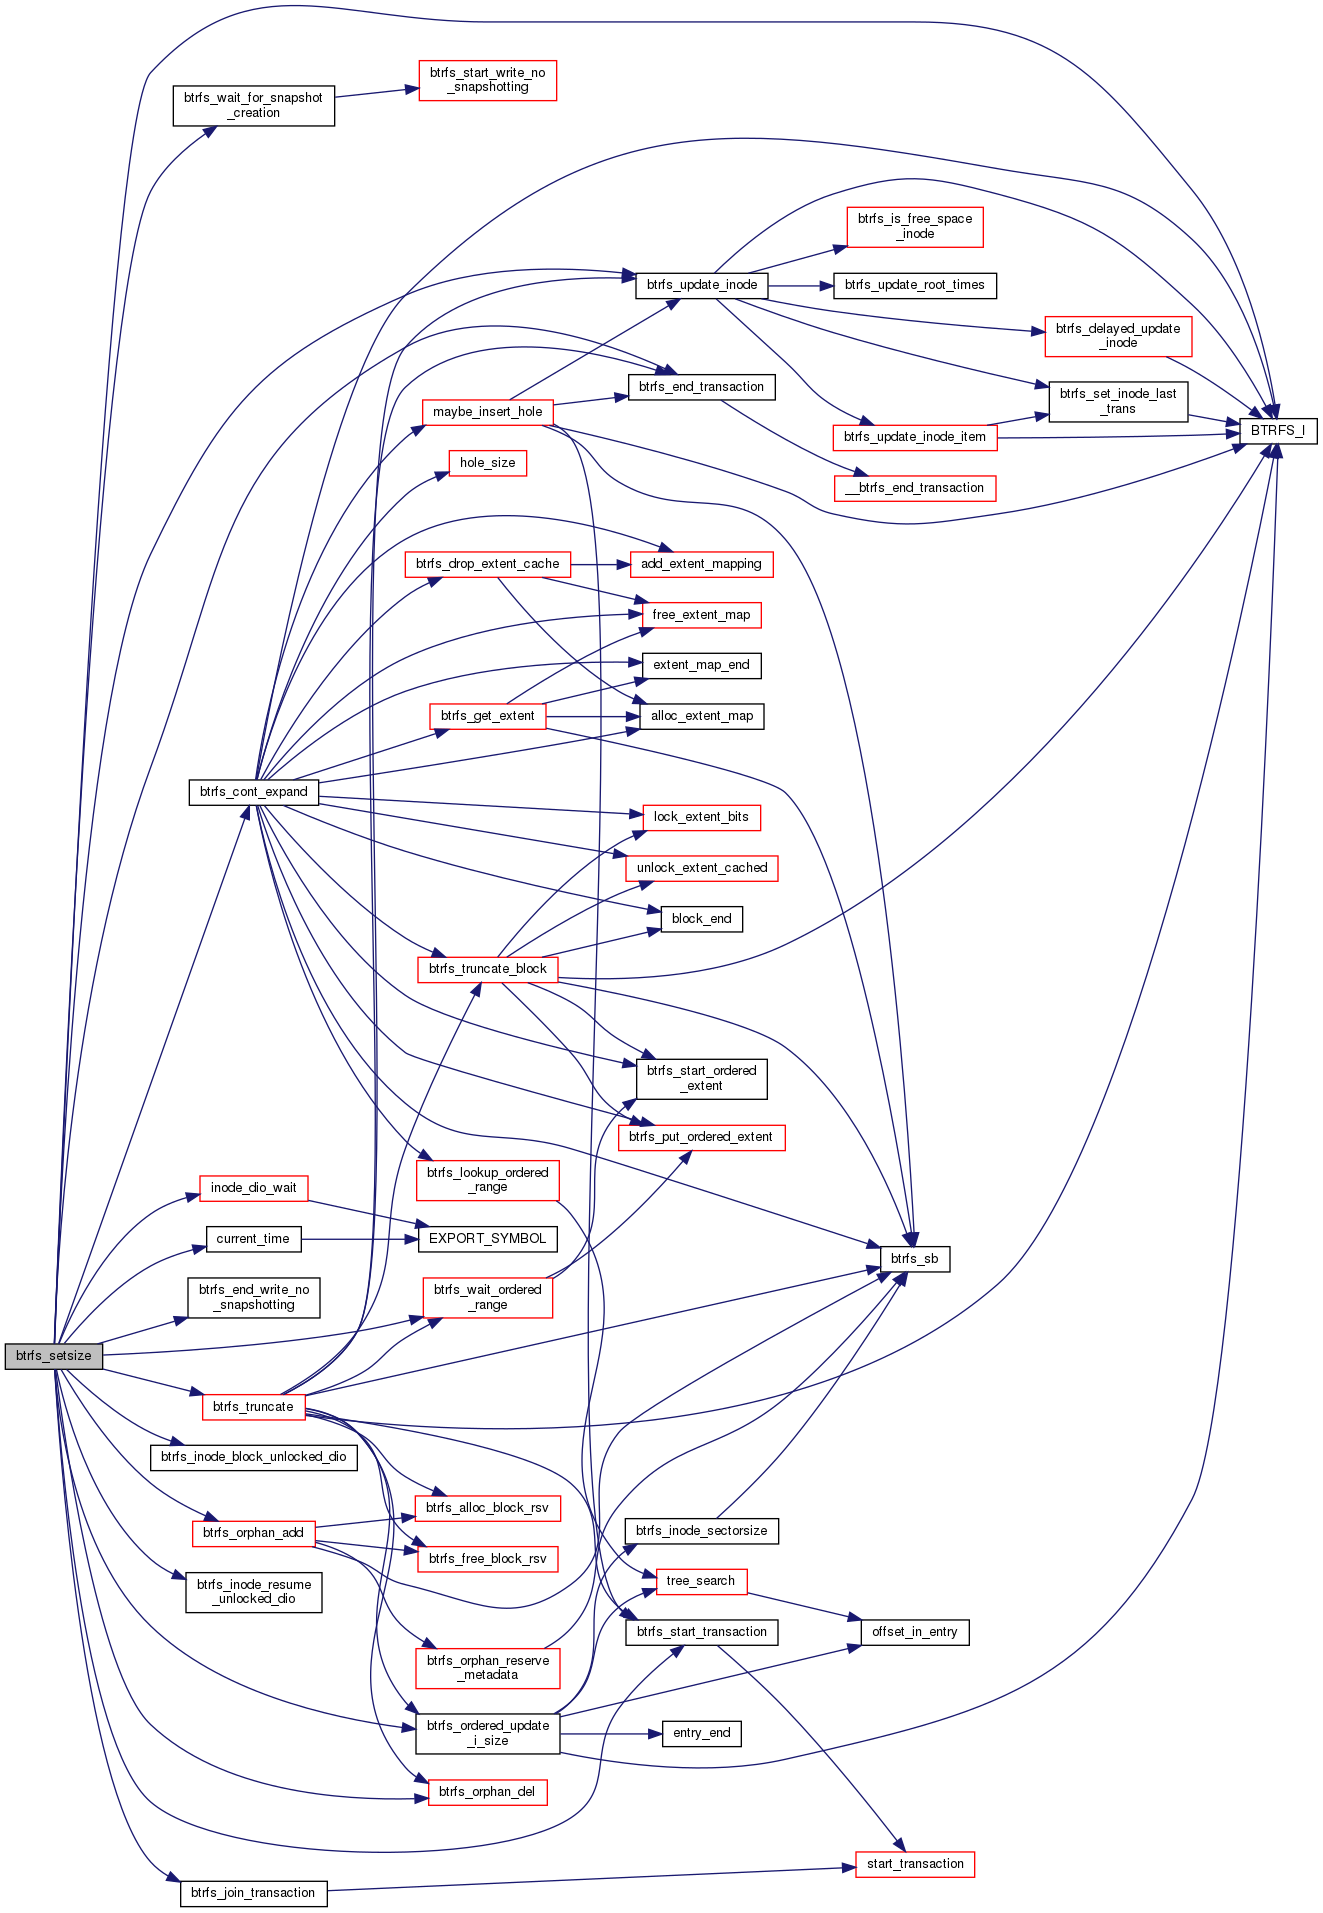 btrfs_start_write_no
_snapshotting
btrfs_wait_for_snapshot
_creation
btrfs_is_free_space
_inode
btrfs_update_inode
btrfs_update_root_times
btrfs_delayed_update
_inode
btrfs_end_transaction
btrfs_set_inode_last
_trans
maybe_insert_hole
btrfs_update_inode_item
BTRFS_I
hole_size
__btrfs_end_transaction
btrfs_drop_extent_cache
add_extent_mapping
free_extent_map
extent_map_end
btrfs_get_extent
alloc_extent_map
btrfs_cont_expand
lock_extent_bits
unlock_extent_cached
block_end
btrfs_truncate_block
btrfs_start_ordered
_extent
btrfs_put_ordered_extent
btrfs_lookup_ordered
_range
inode_dio_wait
current_time
EXPORT_SYMBOL
btrfs_sb
btrfs_end_write_no
_snapshotting
btrfs_wait_ordered
_range
btrfs_setsize
btrfs_truncate
btrfs_inode_block_unlocked_dio
btrfs_alloc_block_rsv
btrfs_orphan_add
btrfs_inode_sectorsize
btrfs_free_block_rsv
btrfs_inode_resume
_unlocked_dio
tree_search
btrfs_start_transaction
offset_in_entry
btrfs_orphan_reserve
_metadata
btrfs_ordered_update
_i_size
entry_end
btrfs_orphan_del
start_transaction
btrfs_join_transaction